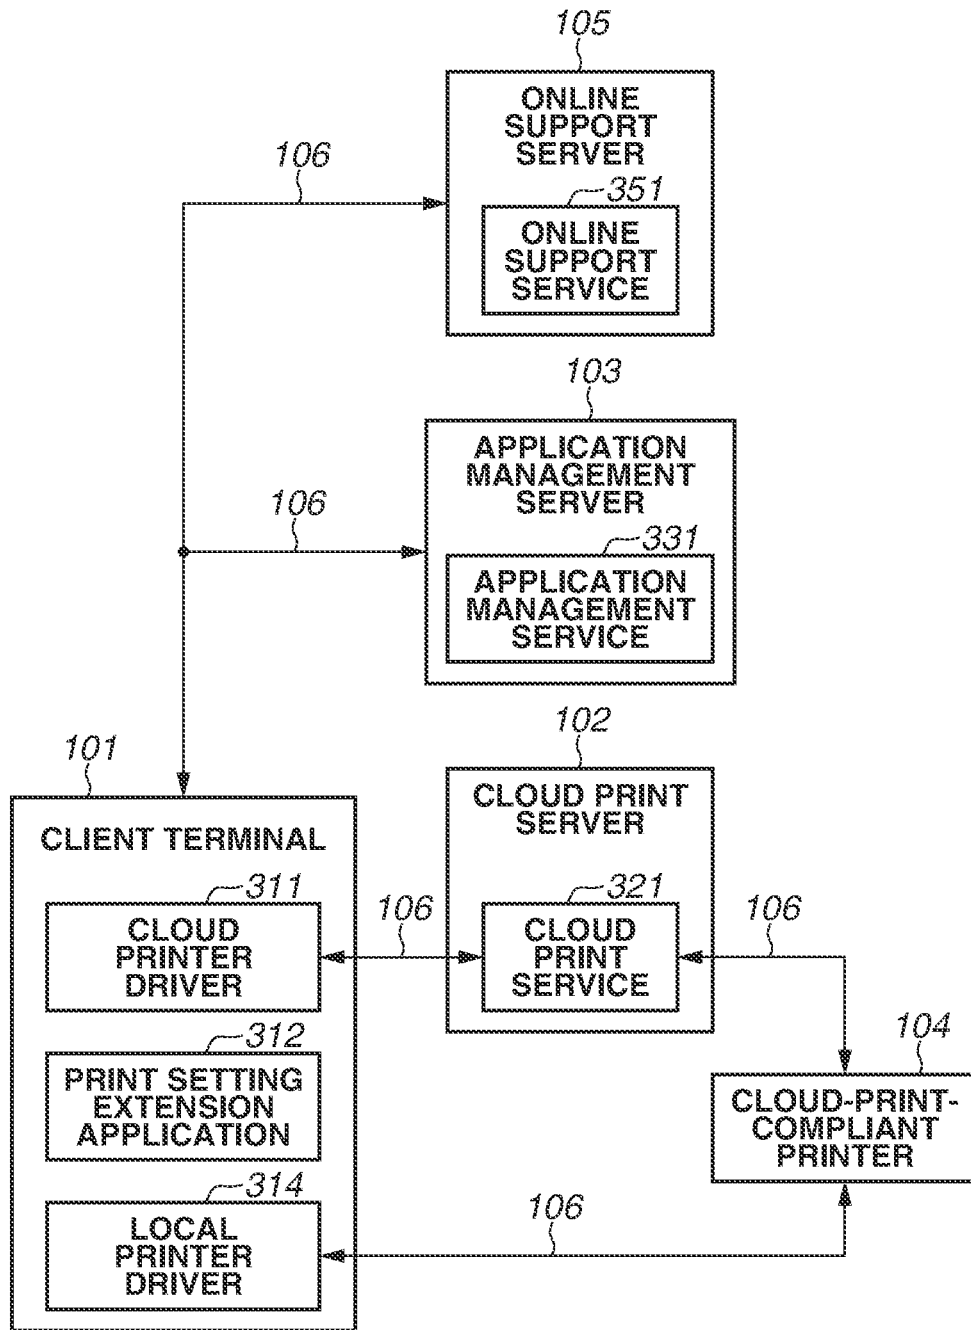 105
ONLINE
SUPPORT
SERVER
106
351
ONLINE
SUPPORT
SERVICE
103
APPLICATION
MANAGEMENT
SERVER
106
331
APPLICATION
MANAGEMENT
SERVICE
102
101
CLOUD PRINT
SERVER
CLIENT TERMINAL
311
321
106
106
CLOUD
PRINTER
DRIVER
CLOUD
PRINT
SERVICE
104
312
PRINT SETTING
EXTENSION
APPLICATION
CLOUD-PRINT-
COMPLIANT
PRINTER
314
106
LOCAL
PRINTER
DRIVER